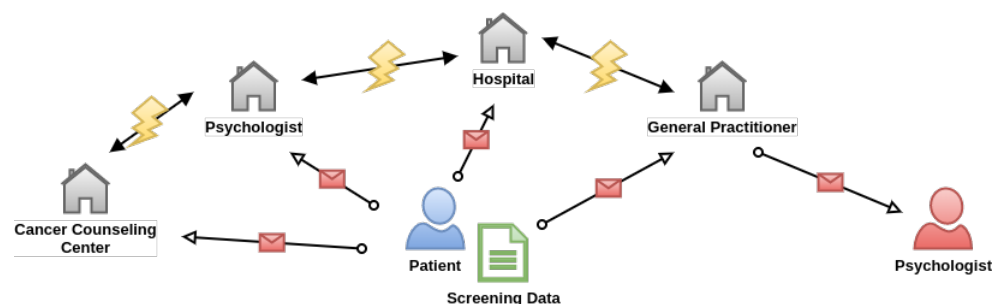 Hospital
Psychologist
General Practitioner
Cancer Counseling
Center
Patient
Psychologist
Screening Data